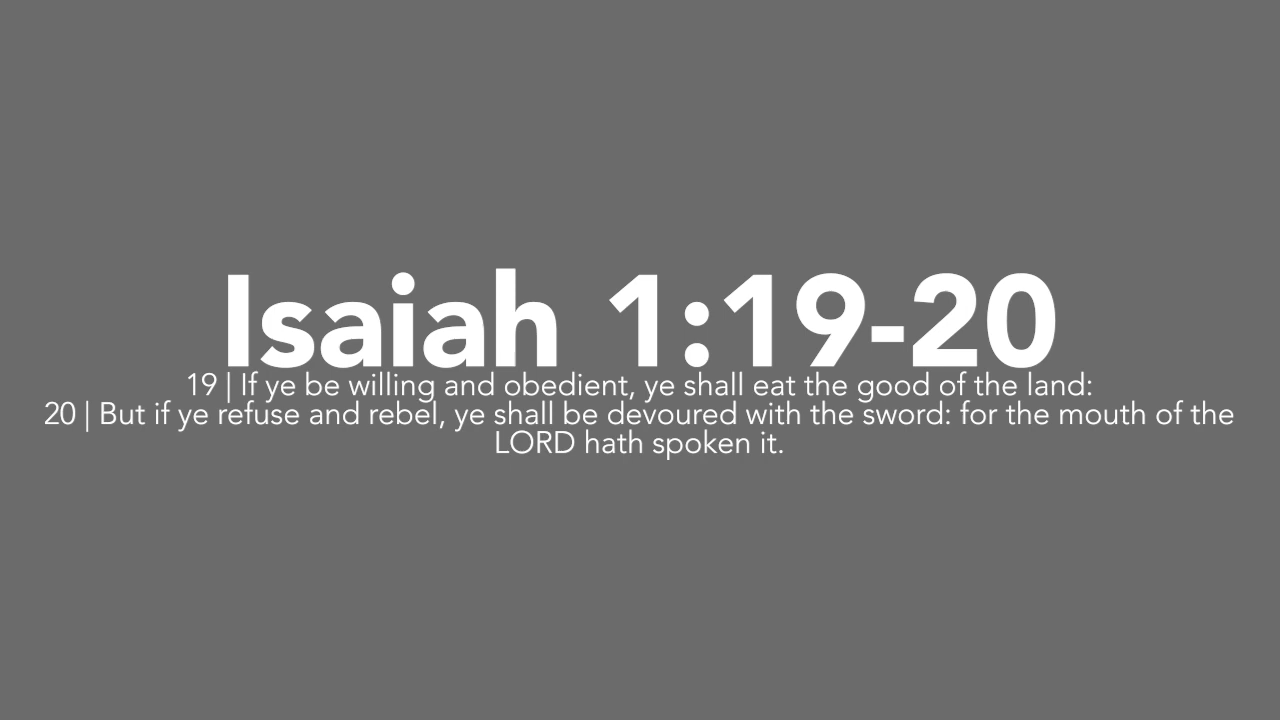 Isaiah 1:19-20
19 | If ye be willing and obedient, ye shall eat the good of the land:
20 | But if ye refuse and rebel, ye shall be devoured with the sword: for the mouth of the
LORD hath spoken it.